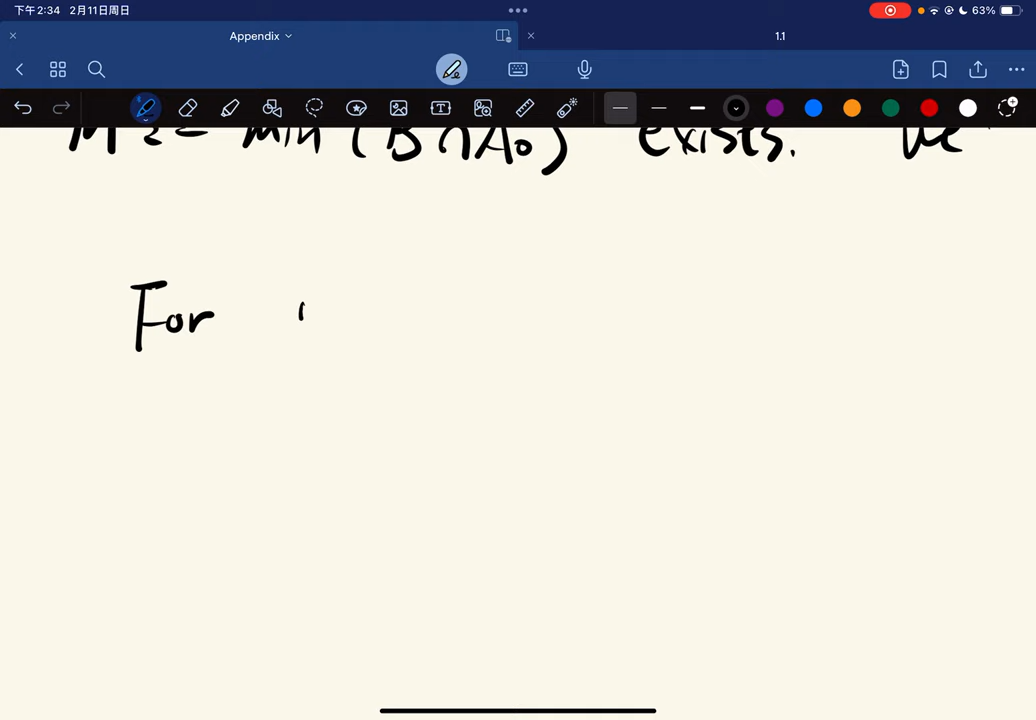 下午2:34 2月11日周日 63%
Appendix 1.1
M := min (B ∩ A₀) exists. We
For